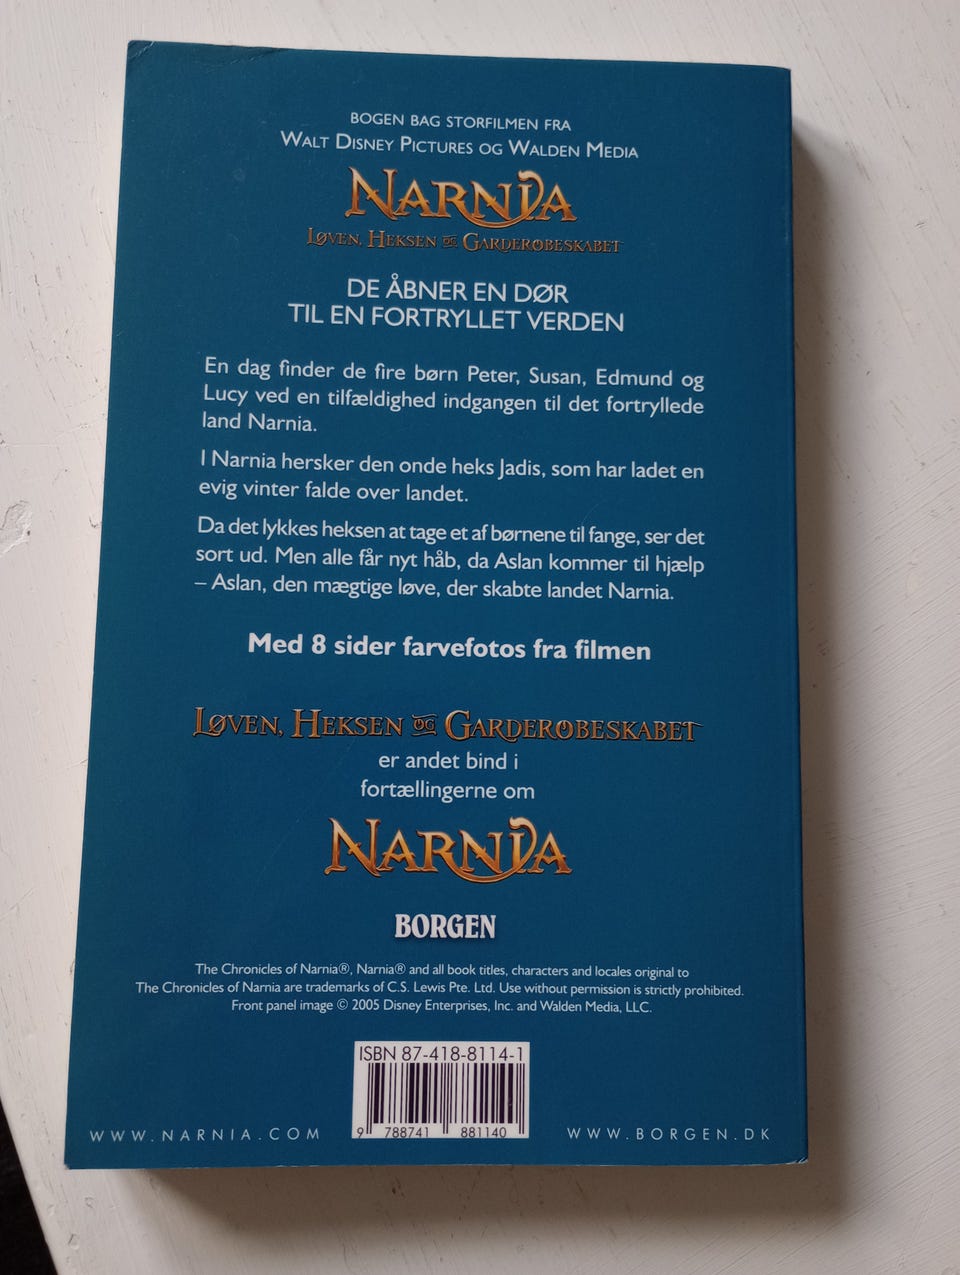 BOGEN BAG STORFILMEN FRA
WALT DISNEY PICTURES OG WALDEN MEDIA
NARNIA
LØVEN, HEKSEN OG GARDEROBESKABET
DE ÅBNER EN DØR
TIL EN FORTRYLLET VERDEN
En dag finder de fire børn Peter, Susan, Edmund og
Lucy ved en tilfældighed indgangen til det fortryllede
land Narnia.
I Narnia hersker den onde heks Jadis, som har ladet en
evig vinter falde over landet.
Da det lykkes heksen at tage et af børnene til fange, ser det
sort ud. Men alle får nyt håb, da Aslan kommer til hjælp
– Aslan, den mægtige løve, der skabte landet Narnia.
Med 8 sider farvefotos fra filmen
LØVEN, HEKSEN OG GARDEROBESKABET
er andet bind i
fortællingerne om
NARNIA
BORGEN
The Chronicles of Narnia®, Narnia® and all book titles, characters and locales original to
The Chronicles of Narnia are trademarks of C.S. Lewis Pte. Ltd. Use without permission is strictly prohibited.
Front panel image © 2005 Disney Enterprises, Inc. and Walden Media, LLC.
ISBN 87-418-8114-1
9 788741 881140
WWW.NARNIA.COM
WWW.BORGEN.DK